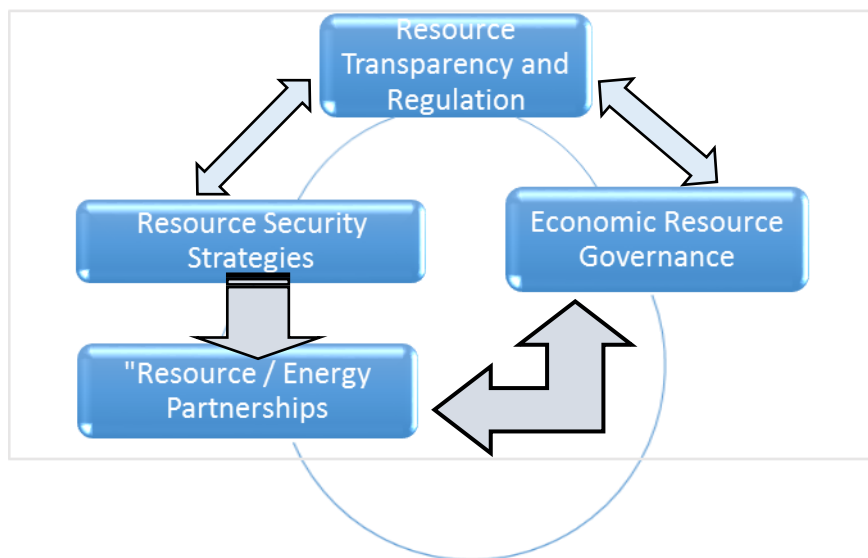 Resource
Transparency and
Regulation
Resource Security
Strategies
Economic Resource
Governance
"Resource / Energy
Partnerships